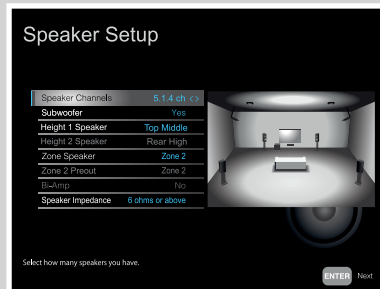 Speaker Setup
Speaker Channels 5.1.4 ch <>
Subwoofer Yes
Height 1 Speaker Top Middle
Height 2 Speaker Rear High
Zone Speaker Zone 2
Zone 2 Preout Zone 2
Bi-Amp No
Speaker Impedance 6 ohms or above
Select how many speakers you have.
ENTER Next